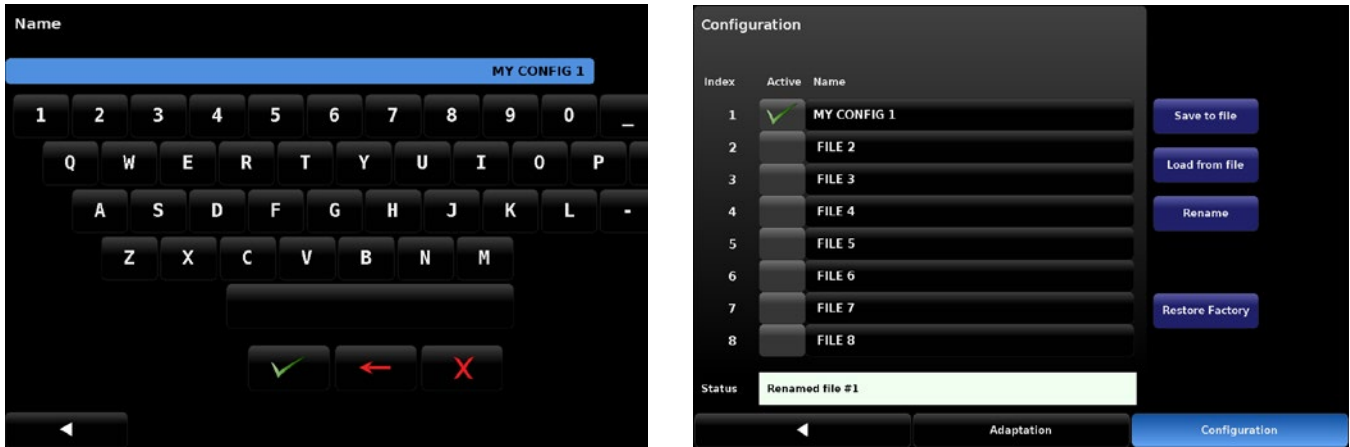 Name
MY CONFIG 1
1 2 3 4 5 6 7 8 9 0 _
Q W E R T Y U I O P
A S D F G H J K L -
Z X C V B N M
X
Configuration
Index Active Name
1 MY CONFIG 1 Save to file
2 FILE 2
Load from file
3 FILE 3
4 FILE 4 Rename
5 FILE 5
6 FILE 6
7 FILE 7 Restore Factory
8 FILE 8
Status Renamed file #1
Adaptation Configuration